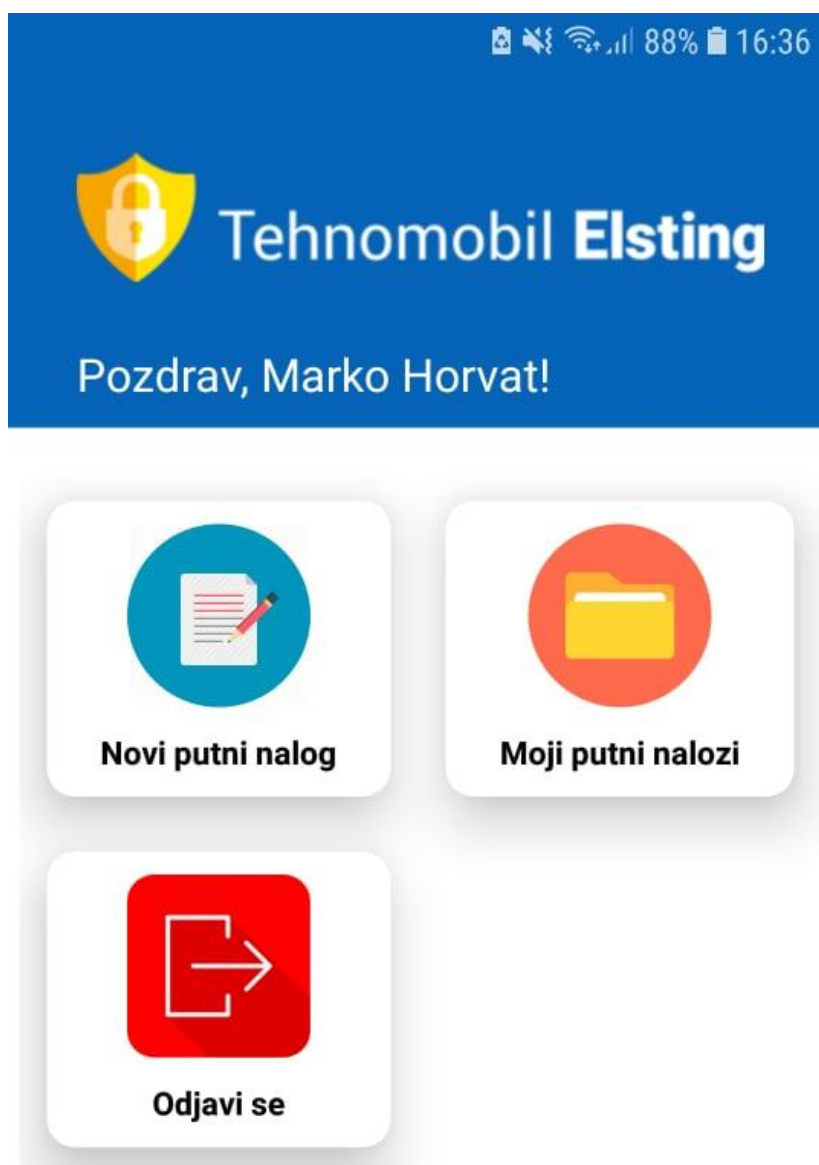 88% 16:36
Tehnomobil Elsting
Pozdrav, Marko Horvat!
Novi putni nalog
Moji putni nalozi
Odjavi se